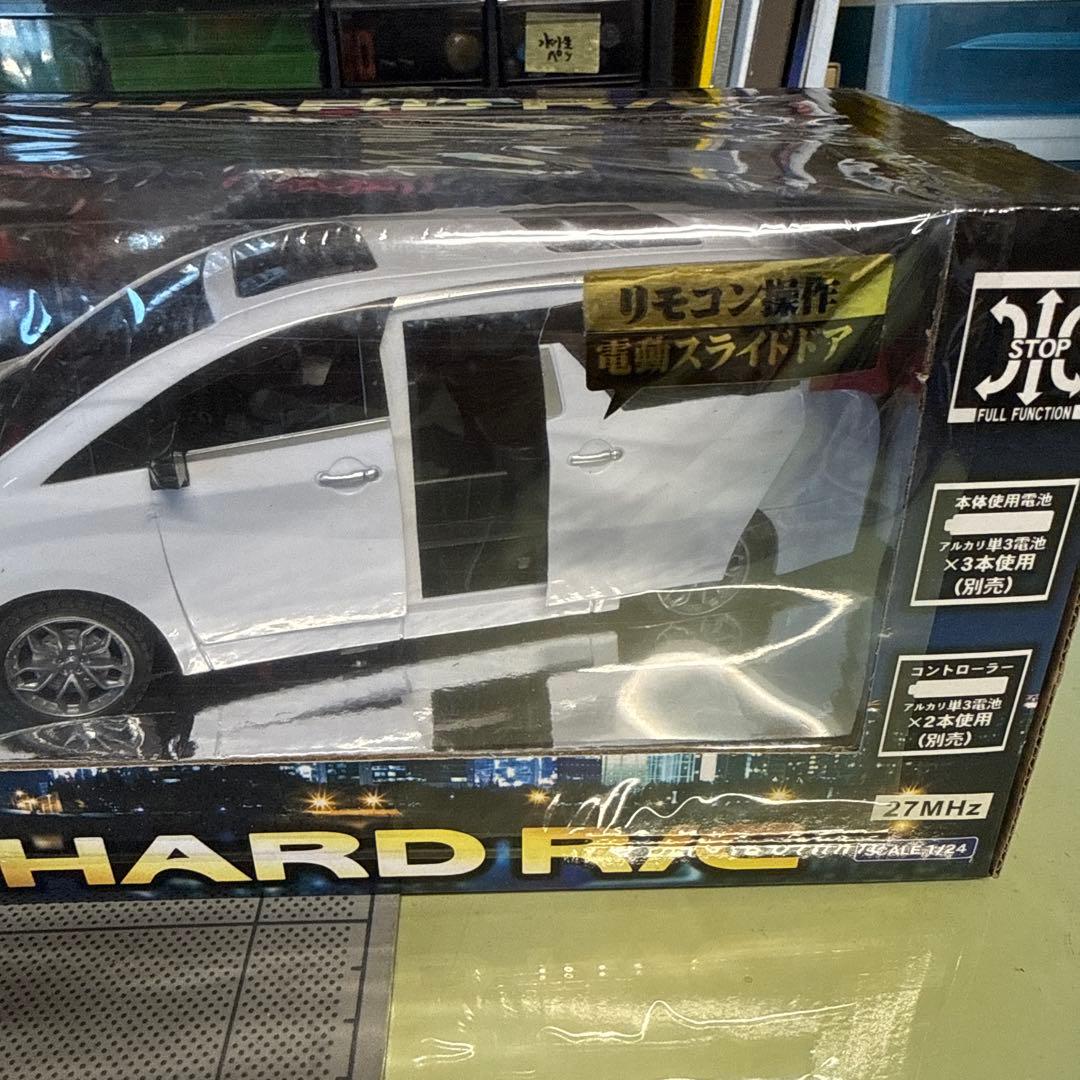 リモコン操作
電動スライドドア
STOP
FULL FUNCTION
本体使用電池
アルカリ単3電池
×3本使用
(別売)
コントローラー
アルカリ単3電池
×2本使用
(別売)
27MHz
HARD R/C
SCALE 1/24